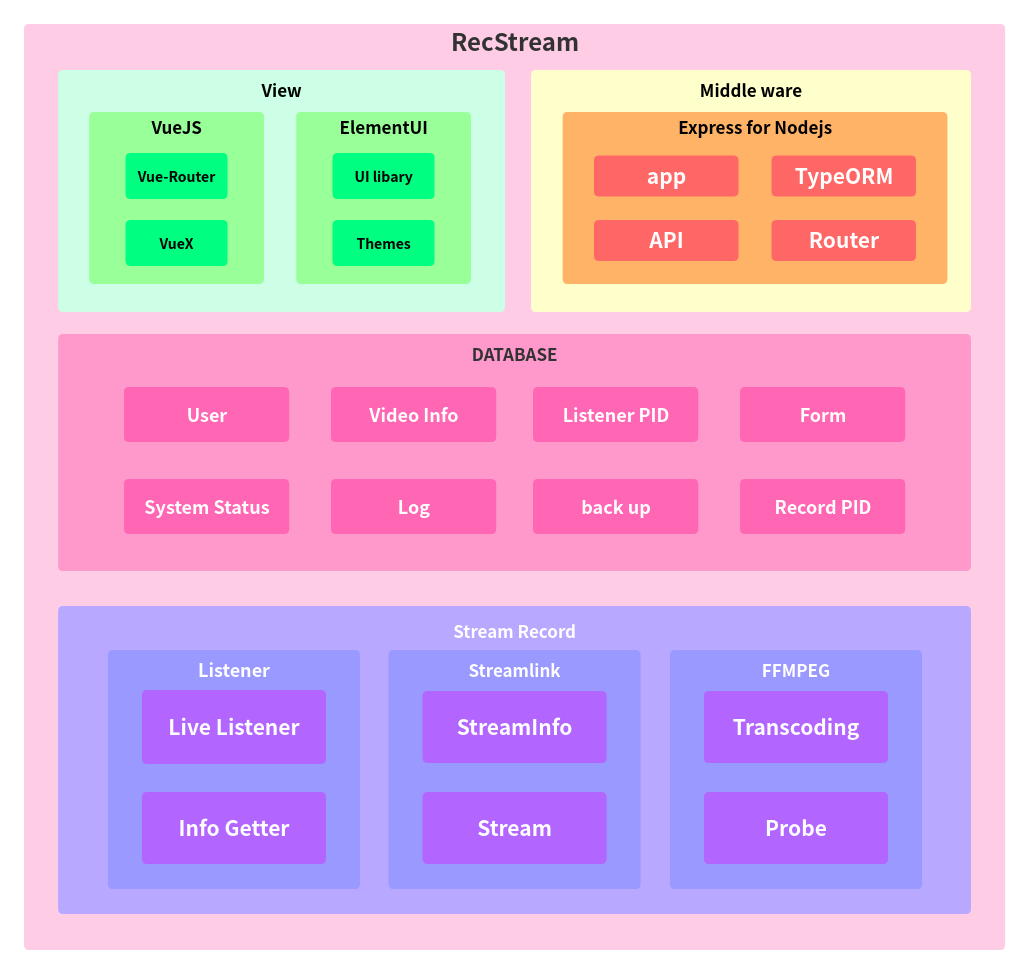 RecStream
View
VueJS
Vue-Router
VueX
ElementUI
UI libary
Themes
Middle ware
Express for Nodejs
app
TypeORM
API
Router
DATABASE
User
Video Info
Listener PID
Form
System Status
Log
back up
Record PID
Stream Record
Listener
Live Listener
Info Getter
Streamlink
StreamInfo
Stream
FFMPEG
Transcoding
Probe